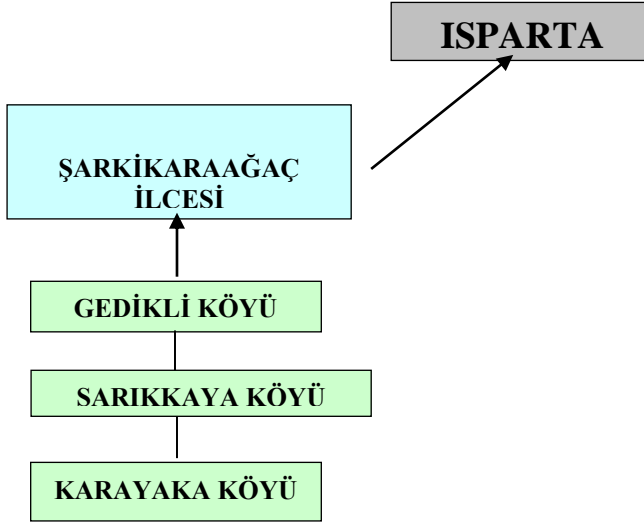 ISPARTA
ŞARKİKARAAĞAÇ
İLCESİ
GEDİKLİ KÖYÜ
SARIKKAYA KÖYÜ
KARAYAKA KÖYÜ